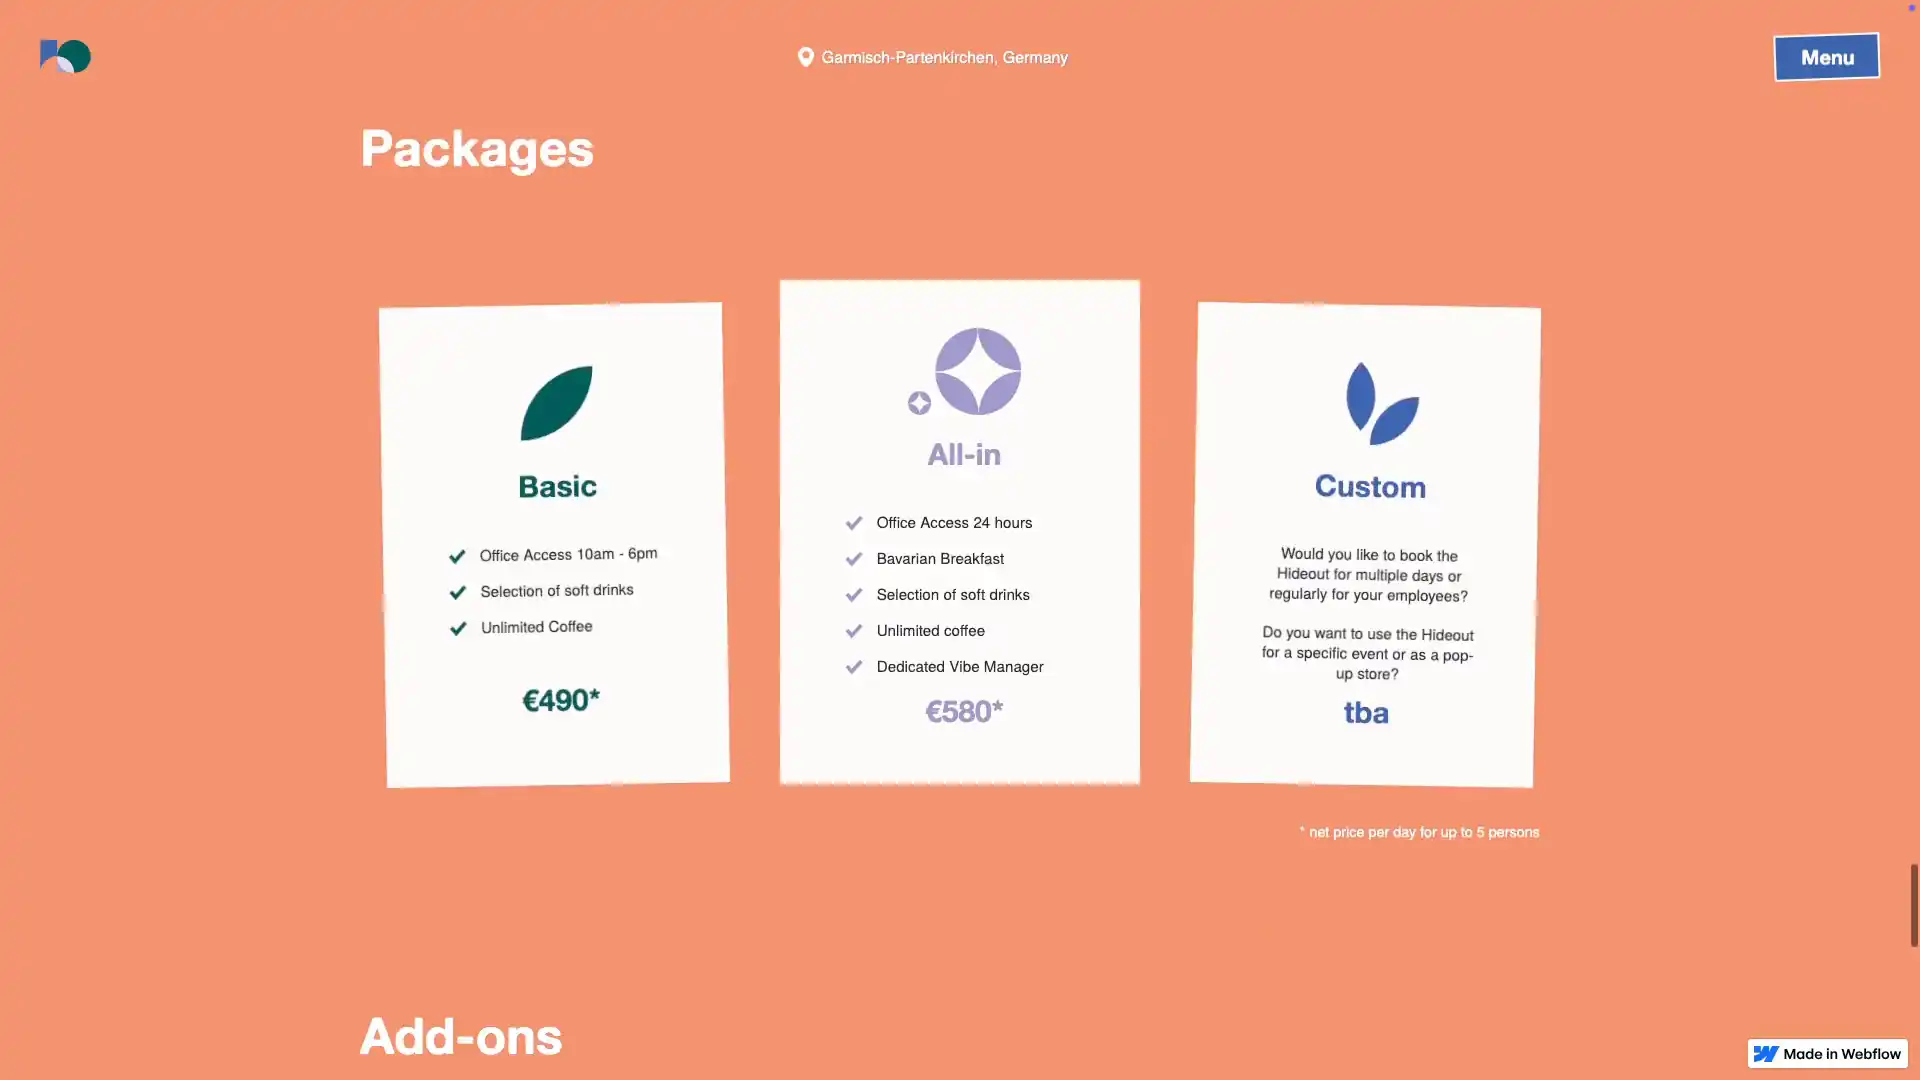 Garmisch-Partenkirchen, Germany
Menu
Packages
Basic
Office Access 10am - 6pm
Selection of soft drinks
Unlimited Coffee
€490*
All-in
Office Access 24 hours
Bavarian Breakfast
Selection of soft drinks
Unlimited coffee
Dedicated Vibe Manager
€580*
Custom
Would you like to book the
Hideout for multiple days or
regularly for your employees?
Do you want to use the Hideout
for a specific event or as a pop-
up store?
tba
* net price per day for up to 5 persons
Add-ons
Made in Webflow